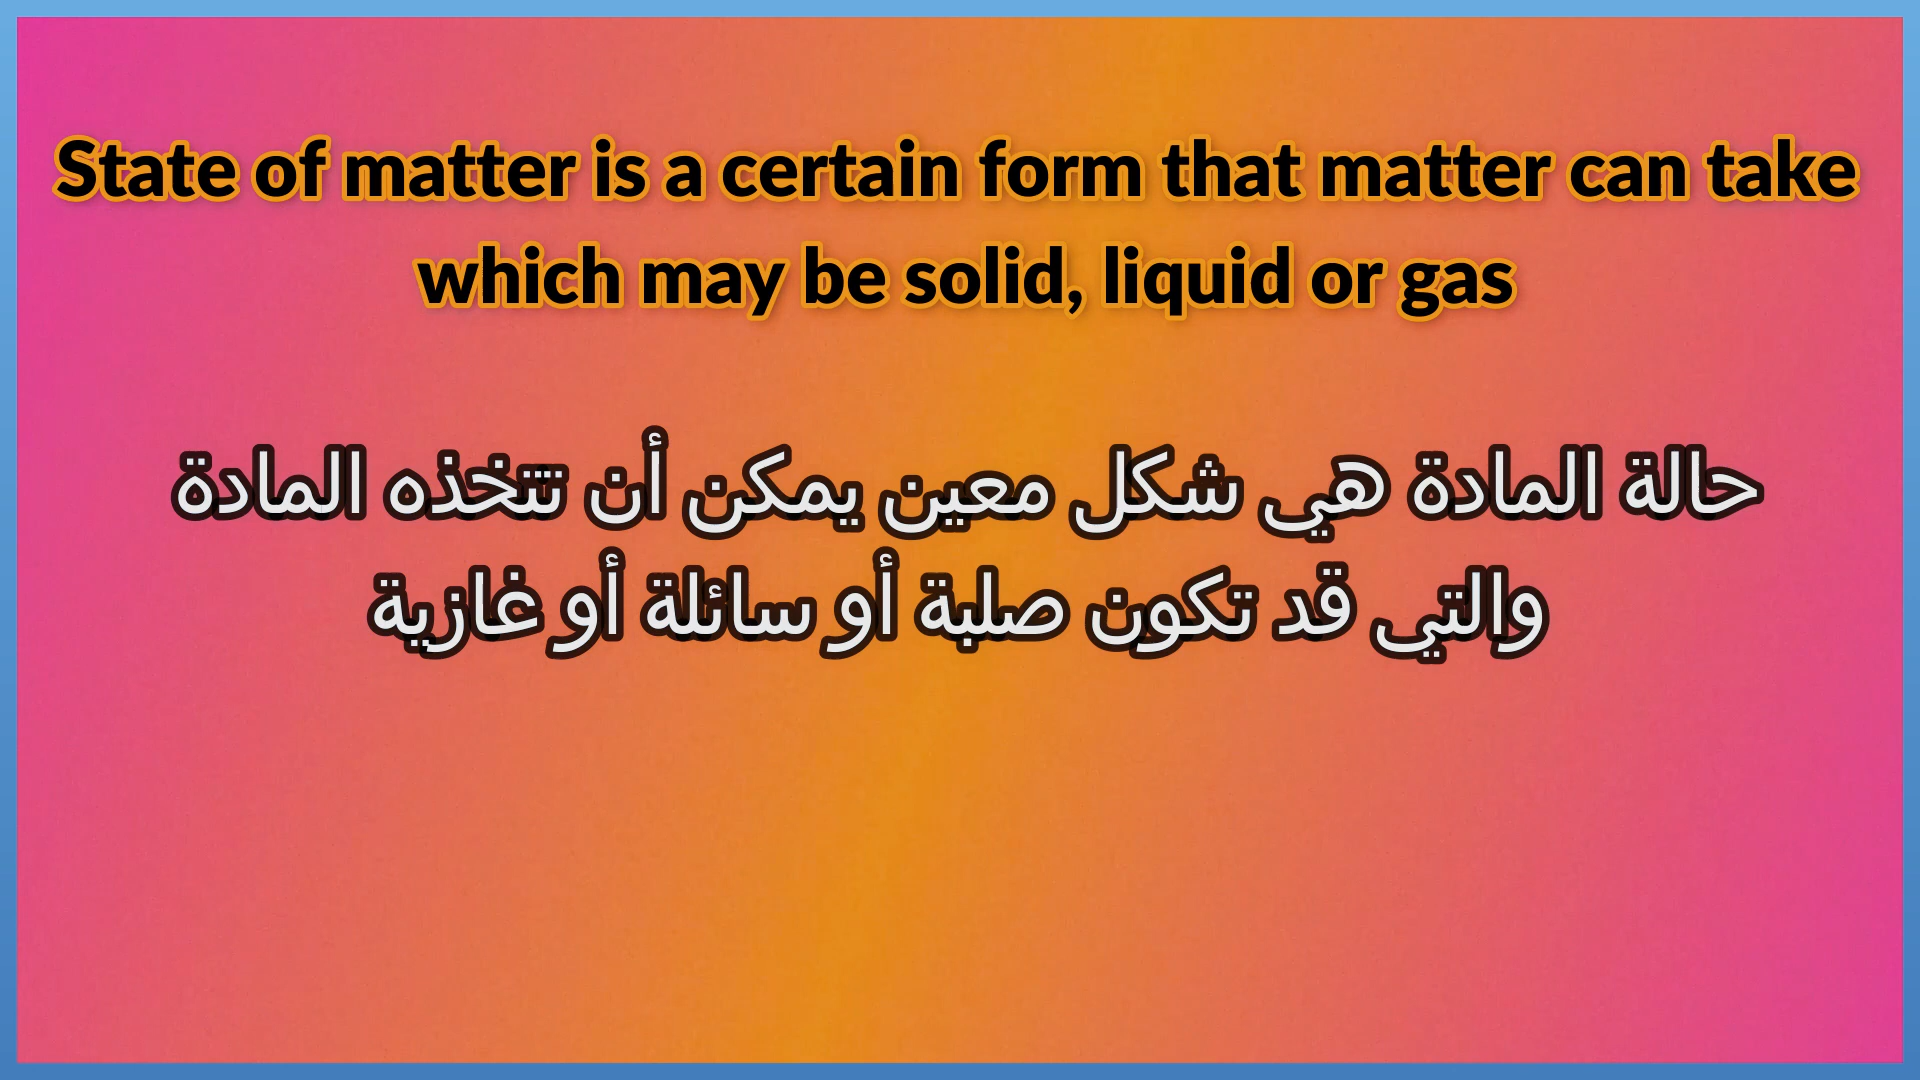 State of matter is a certain form that matter can take
which may be solid, liquid or gas
حالة المادة هي شكل معين يمكن أن تتخذه المادة
والتي قد تكون صلبة أو سائلة أو غازية